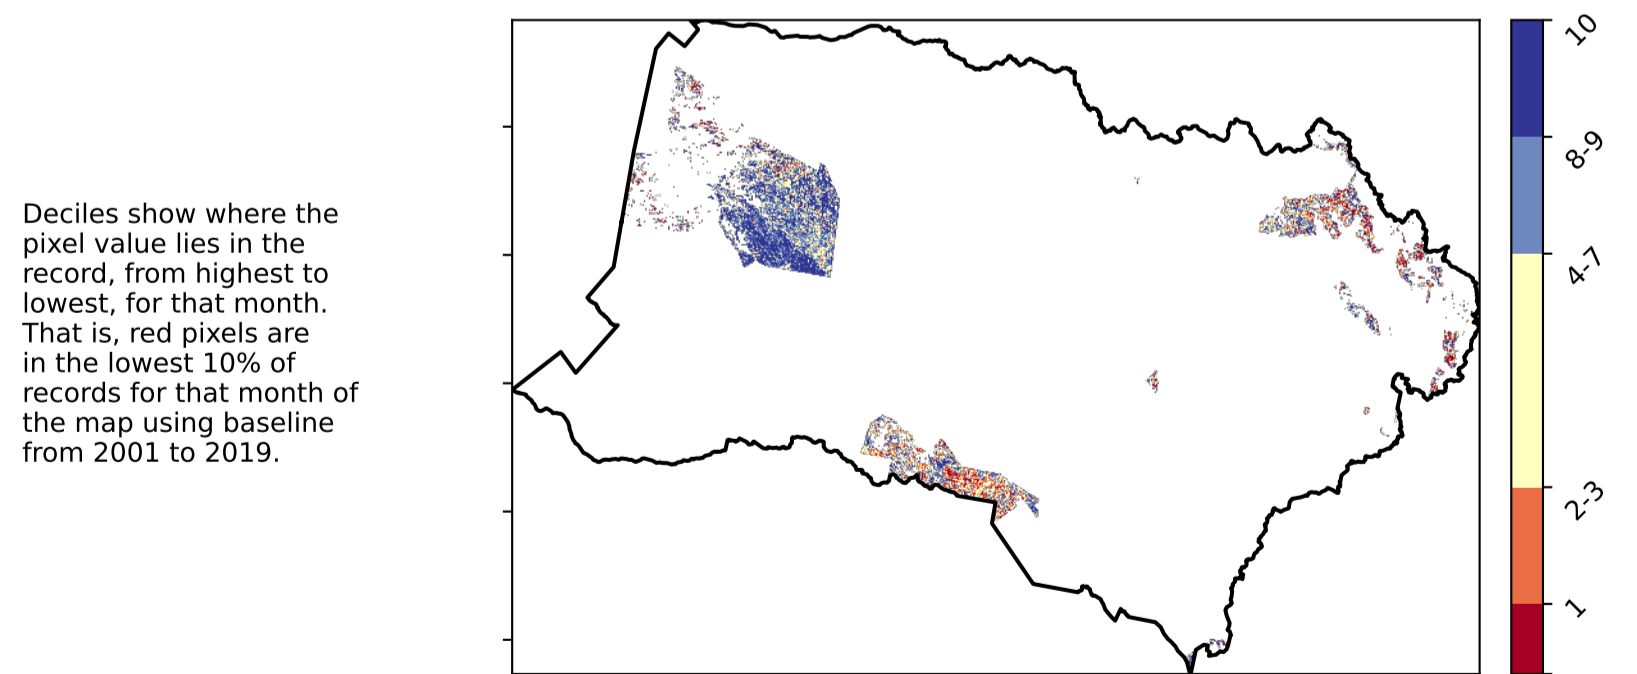 Deciles show where the
pixel value lies in the
record, from highest to
lowest, for that month.
That is, red pixels are
in the lowest 10% of
records for that month of
the map using baseline
from 2001 to 2019.
10
8-9
4-7
2-3
1